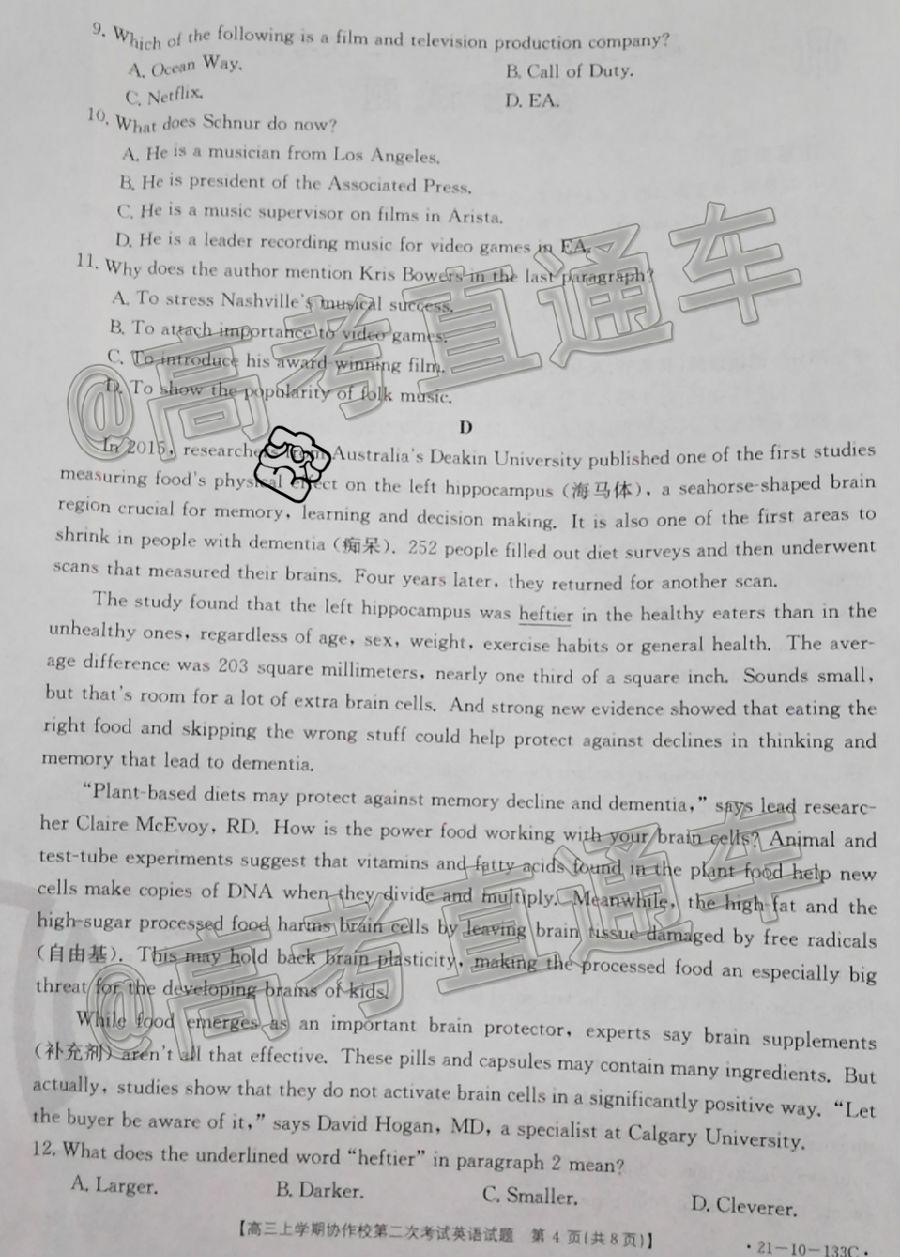 9. Which of the following is a film and television production company?
A. Ocean Way.
B. Call of Duty.
C. Netflix.
D. EA.
10. What does Schnur do now?
A. He is a musician from Los Angeles.
B. He is president of the Associated Press.
C. He is a music supervisor on films in Arista.
D. He is a leader recording music for video games in EA.
11. Why does the author mention Kris Bowers in the last paragraph?
A. To stress Nashville's musical success.
B. To attach importance to video games.
C. To introduce his award-winning film.
D. To show the popularity of folk music.
@高考直通车
D
In 2015, researchers from Australia's Deakin University published one of the first studies
measuring food's physical effect on the left hippocampus (海马体), a seahorse-shaped brain
region crucial for memory, learning and decision making. It is also one of the first areas to
shrink in people with dementia (痴呆). 252 people filled out diet surveys and then underwent
scans that measured their brains. Four years later, they returned for another scan.
The study found that the left hippocampus was heftier in the healthy eaters than in the
unhealthy ones, regardless of age, sex, weight, exercise habits or general health. The aver-
age difference was 203 square millimeters, nearly one third of a square inch. Sounds small,
but that's room for a lot of extra brain cells. And strong new evidence showed that eating the
right food and skipping the wrong stuff could help protect against declines in thinking and
memory that lead to dementia.
"Plant-based diets may protect against memory decline and dementia," says lead researc-
her Claire McEvoy, RD. How is the power food working with your brain cells? Animal and
test-tube experiments suggest that vitamins and fatty acids found in the plant food help new
cells make copies of DNA when they divide and multiply. Meanwhile, the high-fat and the
high-sugar processed food harms brain cells by leaving brain tissue damaged by free radicals
(自由基). This may hold back brain plasticity, making the processed food an especially big
threat for the developing brains of kids.
@高考直通车
While food emerges as an important brain protector, experts say brain supplements
(补充剂) aren't all that effective. These pills and capsules may contain many ingredients. But
actually, studies show that they do not activate brain cells in a significantly positive way. "Let
the buyer be aware of it," says David Hogan, MD, a specialist at Calgary University.
12. What does the underlined word "heftier" in paragraph 2 mean?
A. Larger.
B. Darker.
C. Smaller.
D. Cleverer.
【高三上学期协作校第二次考试英语试题 第 4 页(共 8 页)】
·21-10-133C·